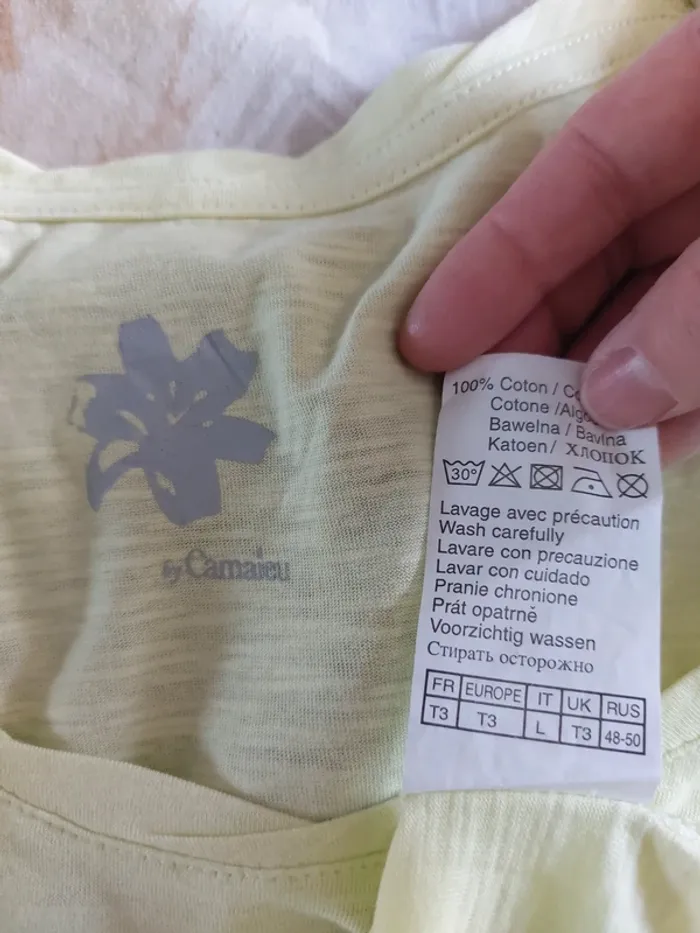 by Camaieu
100% Coton /
Cotone /
Bawełna / Bavlna
Katoen / хлопок
30°
Lavage avec précaution
Wash carefully
Lavare con precauzione
Lavar con cuidado
Pranie chronione
Prát opatrně
Voorzichtig wassen
Стирать осторожно
FR EUROPE IT UK RUS
T3 T3 L T3 48-50